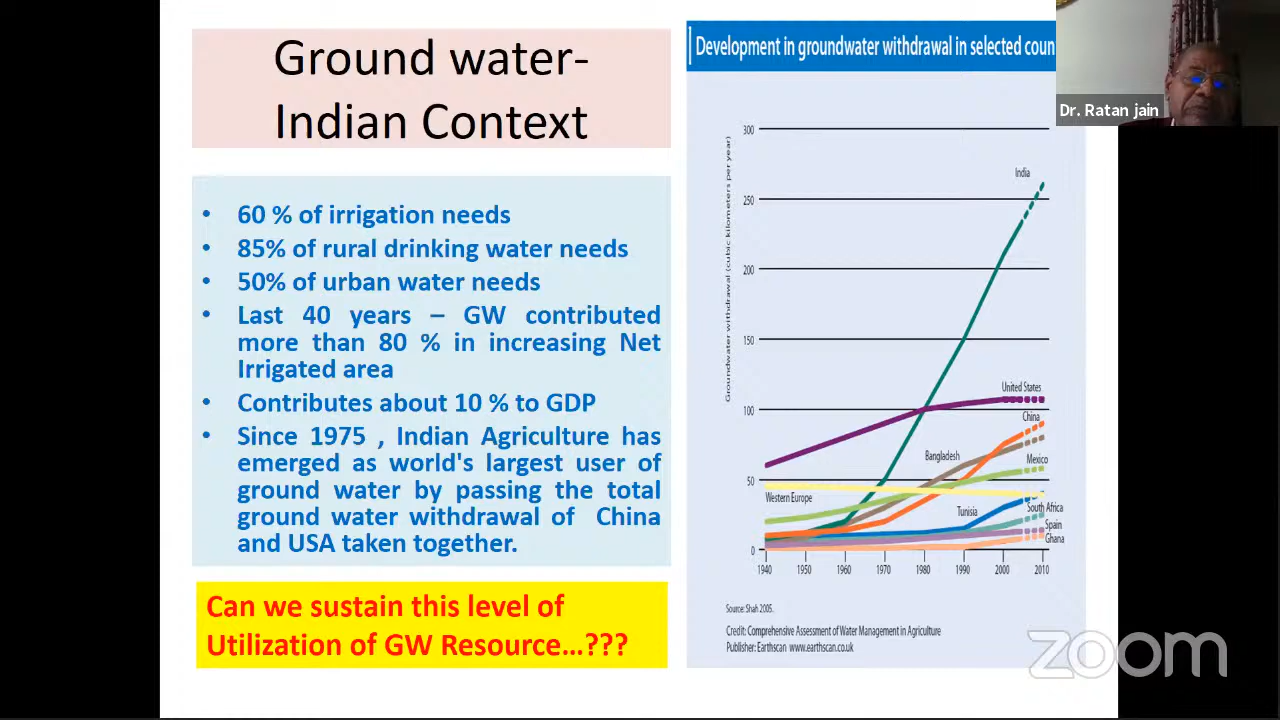 Ground water-
Indian Context
• 60 % of irrigation needs
• 85% of rural drinking water needs
• 50% of urban water needs
• Last 40 years – GW contributed
more than 80 % in increasing Net
Irrigated area
• Contributes about 10 % to GDP
• Since 1975 , Indian Agriculture has
emerged as world's largest user of
ground water by passing the total
ground water withdrawal of China
and USA taken together.
Can we sustain this level of
Utilization of GW Resource…???
Development in groundwater withdrawal in selected coun
Dr. Ratan jain
Groundwater withdrawal (cubic kilometers per year)
300
250
200
150
100
50
0
India
United States
China
Bangladesh
Mexico
Western Europe
Tunisia
South Africa
Spain
Ghana
1940 1950 1960 1970 1980 1990 2000 2010
Source: Shah 2005.
Credit: Comprehensive Assessment of Water Management in Agriculture
Publisher: Earthscan www.earthscan.co.uk
zoom